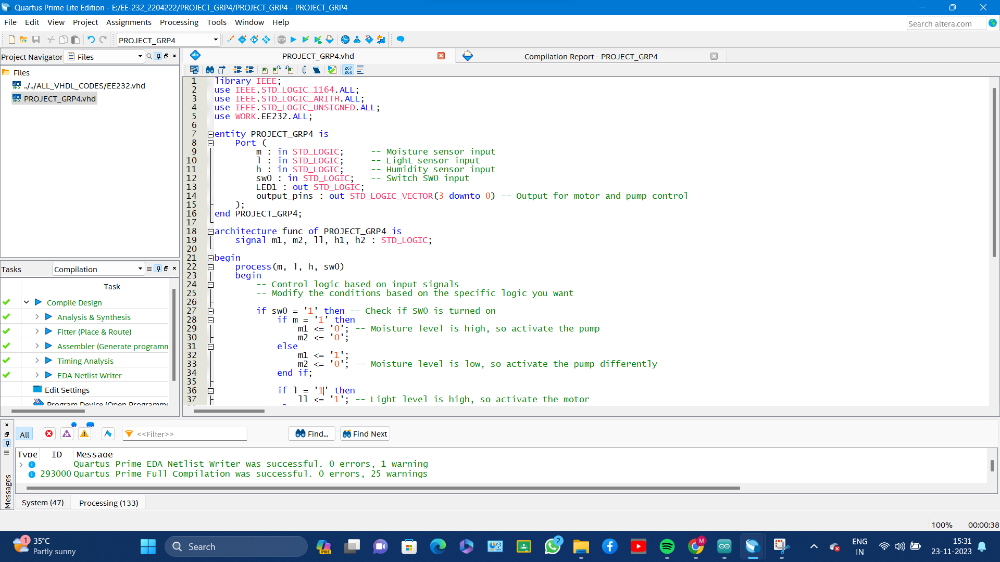 Quartus Prime Lite Edition - E:/EE-232_2204222/PROJECT_GRP4/PROJECT_GRP4 - PROJECT_GRP4
File Edit View Project Assignments Processing Tools Window Help
Search altera.com
PROJECT_GRP4
Project Navigator Files
PROJECT_GRP4.vhd
Compilation Report - PROJECT_GRP4
Files
../../ALL_VHDL_CODES/EE232.vhd
PROJECT_GRP4.vhd
267
268
1 library IEEE;
2 use IEEE.STD_LOGIC_1164.ALL;
3 use IEEE.STD_LOGIC_ARITH.ALL;
4 use IEEE.STD_LOGIC_UNSIGNED.ALL;
5 use WORK.EE232.ALL;
6
7 entity PROJECT_GRP4 is
8 Port (
9 m : in STD_LOGIC; -- Moisture sensor input
10 l : in STD_LOGIC; -- Light sensor input
11 h : in STD_LOGIC; -- Humidity sensor input
12 sw0 : in STD_LOGIC; -- Switch SW0 input
13 LED1 : out STD_LOGIC;
14 output_pins : out STD_LOGIC_VECTOR(3 downto 0) -- Output for motor and pump control
15 );
16 end PROJECT_GRP4;
17
18 architecture func of PROJECT_GRP4 is
19 signal m1, m2, ll, h1, h2 : STD_LOGIC;
20
21 begin
22 process(m, l, h, sw0)
23 begin
24 -- Control logic based on input signals
25 -- Modify the conditions based on the specific logic you want
26
27 if sw0 = '1' then -- Check if SW0 is turned on
28 if m = '1' then
29 m1 <= '0'; -- Moisture level is high, so activate the pump
30 m2 <= '0';
31 else
32 m1 <= '1';
33 m2 <= '0'; -- Moisture level is low, so activate the pump differently
34 end if;
35
36 if l = '1' then
37 ll <= '1'; -- Light level is high, so activate the motor
Tasks Compilation
Task
Compile Design
Analysis & Synthesis
Fitter (Place & Route)
Assembler (Generate programm
Timing Analysis
EDA Netlist Writer
Edit Settings
Program Device (Open Programme
All <<Filter>> Find... Find Next
Type ID Message
Quartus Prime EDA Netlist Writer was successful. 0 errors, 1 warning
293000 Quartus Prime Full Compilation was successful. 0 errors, 25 warnings
Messages
System (47) Processing (133)
100% 00:00:38
1
35°C
Partly sunny
Search
PRE
2
M
ENG
IN
15:31
23-11-2023